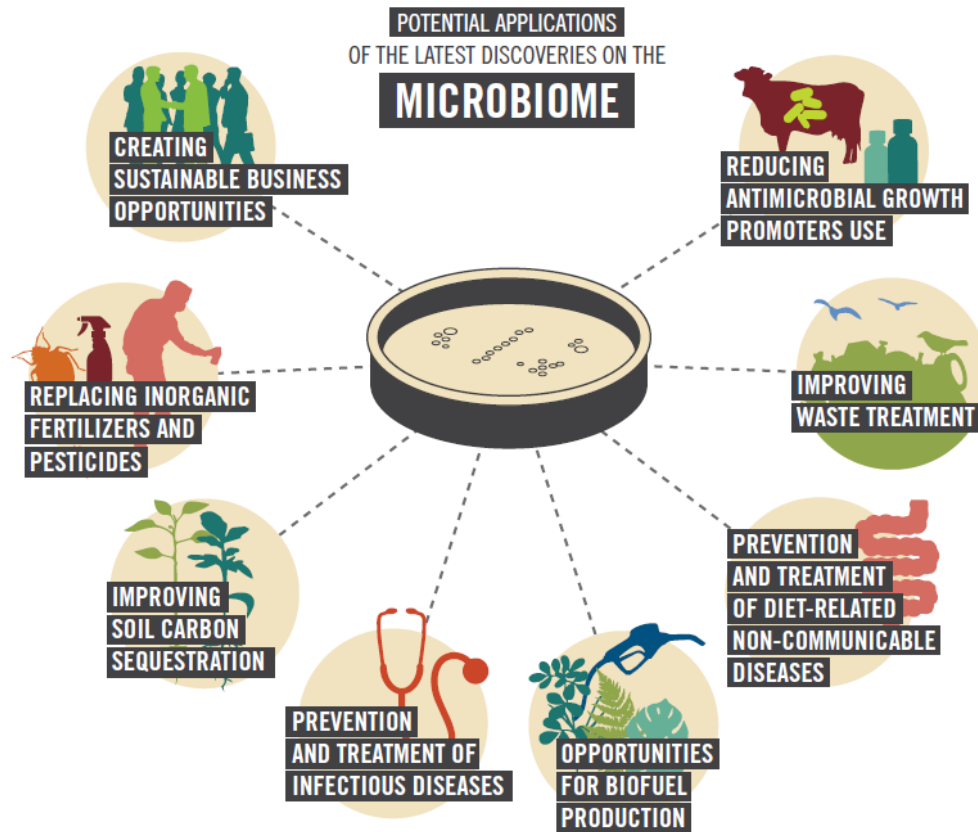 POTENTIAL APPLICATIONS
OF THE LATEST DISCOVERIES ON THE
MICROBIOME
CREATING
SUSTAINABLE BUSINESS
OPPORTUNITIES
REDUCING
ANTIMICROBIAL GROWTH
PROMOTERS USE
REPLACING INORGANIC
FERTILIZERS AND
PESTICIDES
IMPROVING
WASTE TREATMENT
IMPROVING
SOIL CARBON
SEQUESTRATION
PREVENTION
AND TREATMENT
OF DIET-RELATED
NON-COMMUNICABLE
DISEASES
PREVENTION
AND TREATMENT OF
INFECTIOUS DISEASES
OPPORTUNITIES
FOR BIOFUEL
PRODUCTION